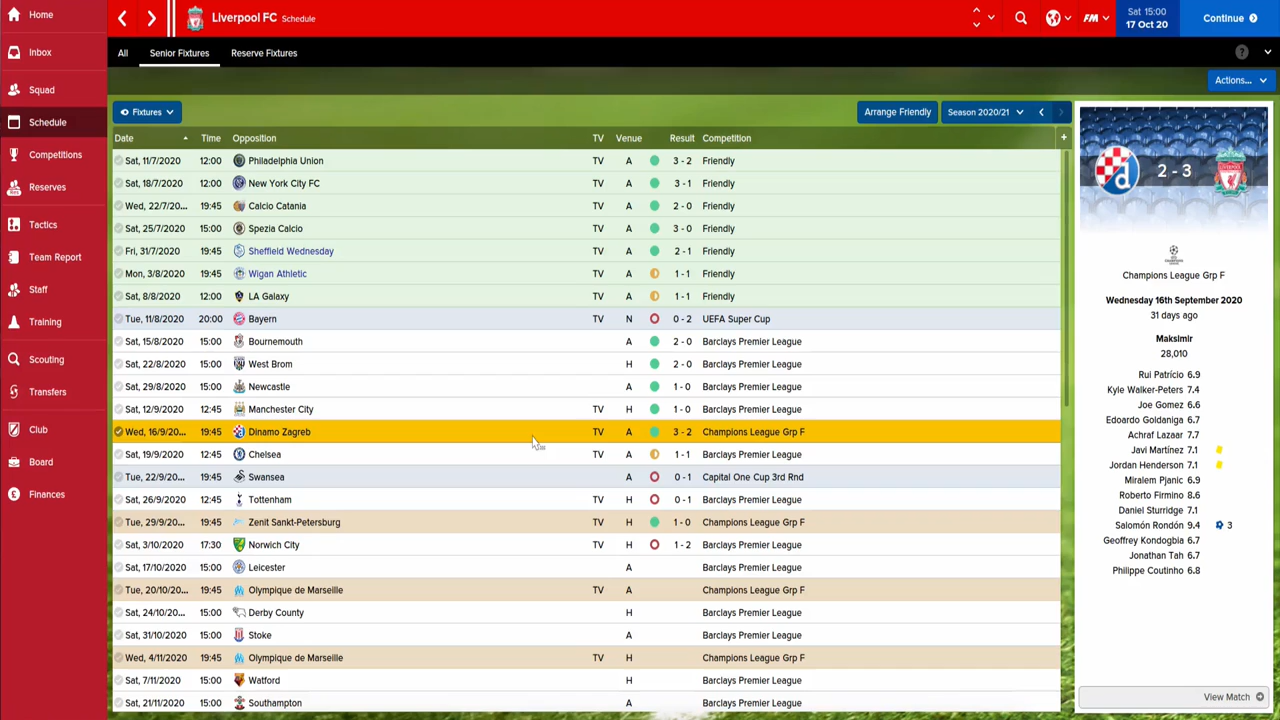 Home
Inbox
Squad
Schedule
Competitions
Reserves
Tactics
Team Report
Staff
Training
Scouting
Transfers
Club
Board
Finances
Liverpool FC Schedule
FM
Sat 15:00
17 Oct 20
Continue
All Senior Fixtures Reserve Fixtures
?
Actions...
Fixtures
Arrange Friendly
Season 2020/21
Date Time Opposition TV Venue Result Competition +
Sat, 11/7/2020 12:00 Philadelphia Union TV A 3 - 2 Friendly
Sat, 18/7/2020 12:00 New York City FC TV A 3 - 1 Friendly
Wed, 22/7/20... 19:45 Calcio Catania TV A 2 - 0 Friendly
Sat, 25/7/2020 15:00 Spezia Calcio TV A 3 - 0 Friendly
Fri, 31/7/2020 19:45 Sheffield Wednesday TV A 2 - 1 Friendly
Mon, 3/8/2020 19:45 Wigan Athletic TV A 1 - 1 Friendly
Sat, 8/8/2020 12:00 LA Galaxy TV A 1 - 1 Friendly
Tue, 11/8/2020 20:00 Bayern TV N 0 - 2 UEFA Super Cup
Sat, 15/8/2020 15:00 Bournemouth A 2 - 0 Barclays Premier League
Sat, 22/8/2020 15:00 West Brom H 2 - 0 Barclays Premier League
Sat, 29/8/2020 15:00 Newcastle A 1 - 0 Barclays Premier League
Sat, 12/9/2020 12:45 Manchester City TV H 1 - 0 Barclays Premier League
Wed, 16/9/20... 19:45 Dinamo Zagreb TV A 3 - 2 Champions League Grp F
Sat, 19/9/2020 12:45 Chelsea TV A 1 - 1 Barclays Premier League
Tue, 22/9/20... 19:45 Swansea A 0 - 1 Capital One Cup 3rd Rnd
Sat, 26/9/2020 12:45 Tottenham TV H 0 - 1 Barclays Premier League
Tue, 29/9/20... 19:45 Zenit Sankt-Petersburg TV H 1 - 0 Champions League Grp F
Sat, 3/10/2020 17:30 Norwich City TV H 1 - 2 Barclays Premier League
Sat, 17/10/2020 15:00 Leicester A Barclays Premier League
Tue, 20/10/20... 19:45 Olympique de Marseille TV A Champions League Grp F
Sat, 24/10/20... 15:00 Derby County H Barclays Premier League
Sat, 31/10/2020 15:00 Stoke A Barclays Premier League
Wed, 4/11/2020 19:45 Olympique de Marseille TV H Champions League Grp F
Sat, 7/11/2020 15:00 Watford H Barclays Premier League
Sat, 21/11/2020 15:00 Southampton A Barclays Premier League
2 - 3
Champions League Grp F
Wednesday 16th September 2020
31 days ago
Maksimir
28,010
Rui Patrício 6.9
Kyle Walker-Peters 7.4
Joe Gomez 6.6
Edoardo Goldaniga 6.7
Achraf Lazaar 7.7
Javi Martínez 7.1
Jordan Henderson 7.1
Miralem Pjanic 6.9
Roberto Firmino 8.6
Daniel Sturridge 7.1
Salomón Rondón 9.4 3
Geoffrey Kondogbia 6.7
Jonathan Tah 6.7
Philippe Coutinho 6.8
View Match